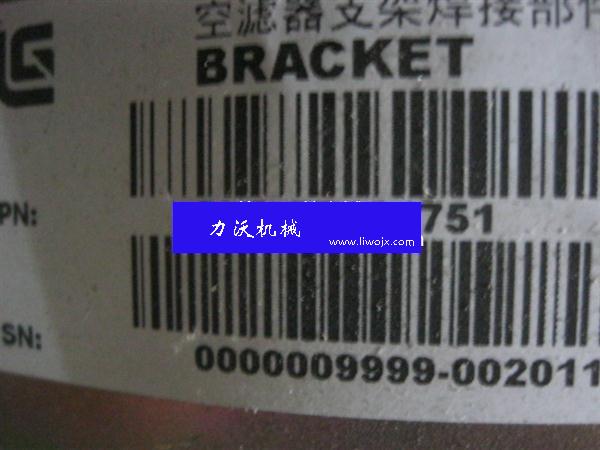 空滤器支架焊接部件
BRACKET
PN:
751
力沃机械
www.liwojx.com
SN:
0000009999-002011